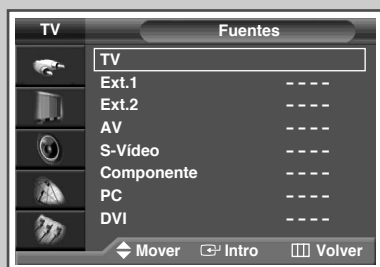 TV Fuentes
TV
Ext.1 - - - -
Ext.2 - - - -
AV - - - -
S-Vídeo - - - -
Componente - - - -
PC - - - -
DVI - - - -
Mover Intro Volver